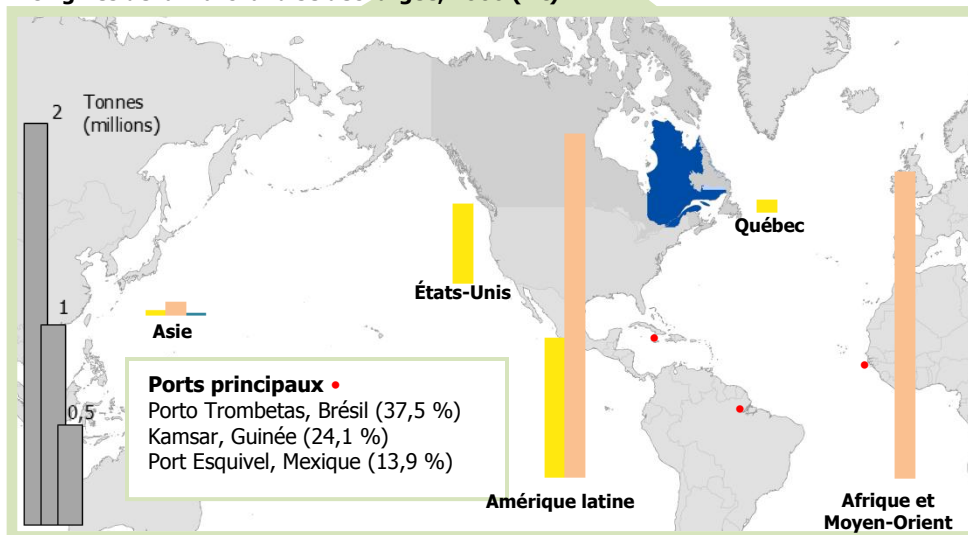 2
Tonnes
(millions)
1
0,5
Québec
États-Unis
Asie
Ports principaux
Porto Trombetas, Brésil (37,5 %)
Kamsar, Guinée (24,1 %)
Port Esquivel, Mexique (13,9 %)
Amérique latine
Afrique et
Moyen-Orient